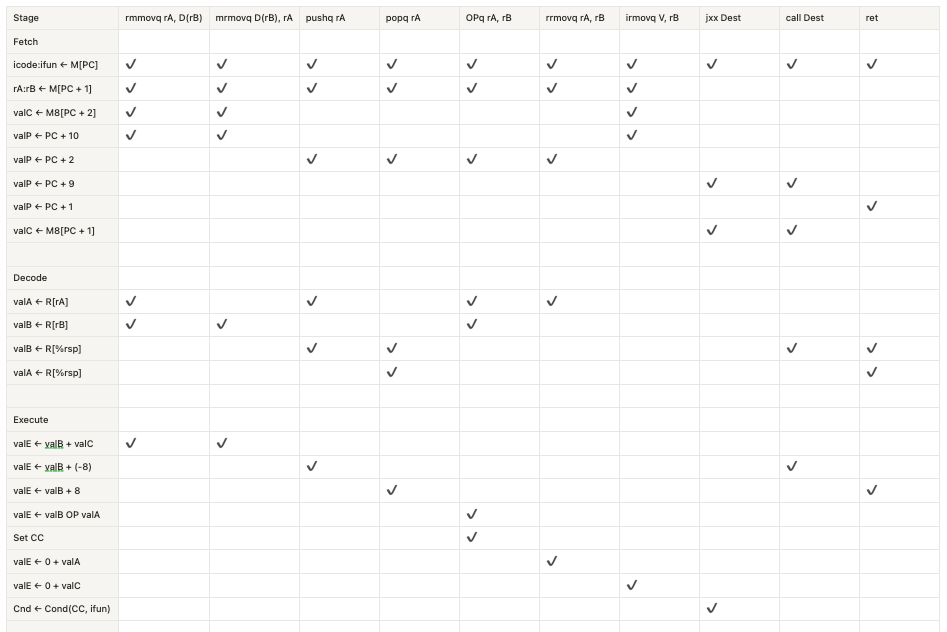 Stage rmmovq rA, D(rB) mrmovq D(rB), rA pushq rA popq rA OPq rA, rB rrmovq rA, rB irmovq V, rB jxx Dest call Dest ret
Fetch
icode:ifun ← M[PC] ✓ ✓ ✓ ✓ ✓ ✓ ✓ ✓ ✓ ✓
rA:rB ← M[PC + 1] ✓ ✓ ✓ ✓ ✓ ✓ ✓
valC ← M8[PC + 2] ✓ ✓ ✓
valP ← PC + 10 ✓ ✓ ✓
valP ← PC + 2 ✓ ✓ ✓ ✓
valP ← PC + 9 ✓ ✓
valP ← PC + 1 ✓
valC ← M8[PC + 1] ✓ ✓
Decode
valA ← R[rA] ✓ ✓ ✓ ✓
valB ← R[rB] ✓ ✓ ✓
valB ← R[%rsp] ✓ ✓ ✓ ✓
valA ← R[%rsp] ✓ ✓
Execute
valE ← valB + valC ✓ ✓
valE ← valB + (-8) ✓ ✓
valE ← valB + 8 ✓ ✓
valE ← valB OP valA ✓
Set CC ✓
valE ← 0 + valA ✓
valE ← 0 + valC ✓
Cnd ← Cond(CC, ifun) ✓